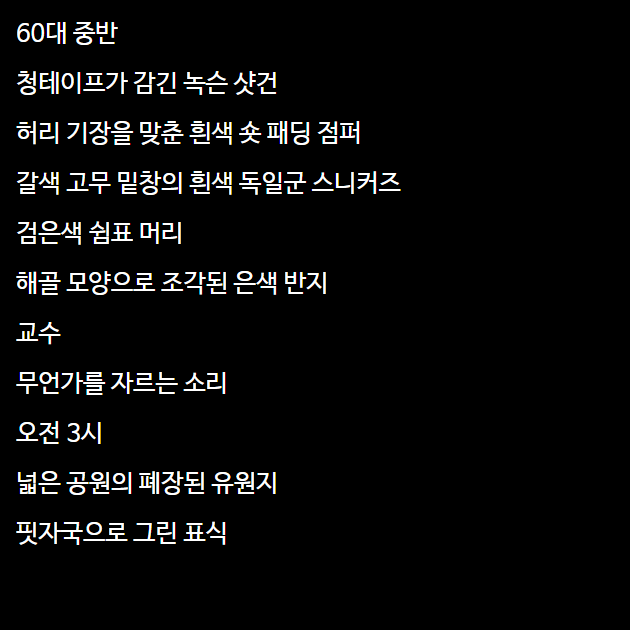 60대 중반
청테이프가 감긴 녹슨 샷건
허리 기장을 맞춘 흰색 숏 패딩 점퍼
갈색 고무 밑창의 흰색 독일군 스니커즈
검은색 쉼표 머리
해골 모양으로 조각된 은색 반지
교수
무언가를 자르는 소리
오전 3시
넓은 공원의 폐장된 유원지
핏자국으로 그린 표식